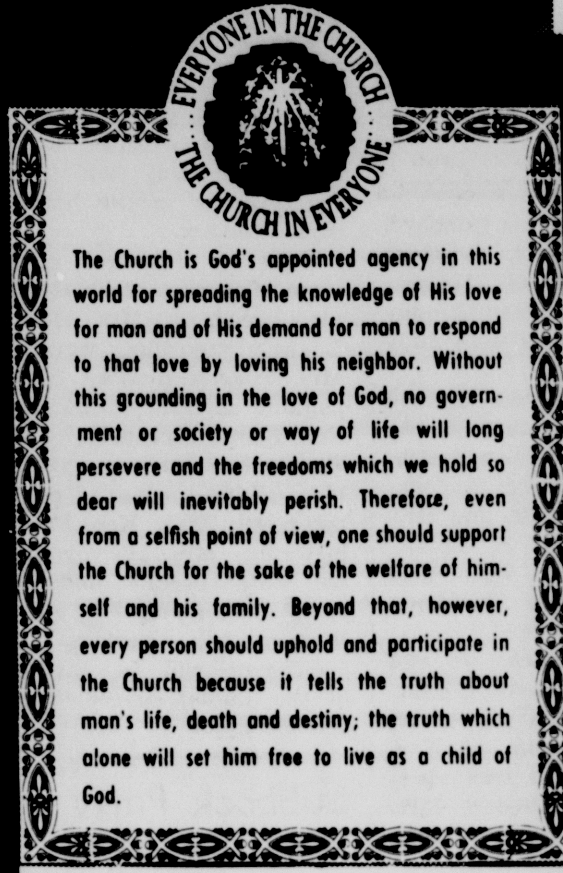 EVERYONE IN THE CHURCH
THE CHURCH IN EVERYONE
The Church is God's appointed agency in this
world for spreading the knowledge of His love
for man and of His demand for man to respond
to that love by loving his neighbor. Without
this grounding in the love of God, no govern-
ment or society or way of life will long
persevere and the freedoms which we hold so
dear will inevitably perish. Therefore, even
from a selfish point of view, one should support
the Church for the sake of the welfare of him-
self and his family. Beyond that, however,
every person should uphold and participate in
the Church because it tells the truth about
man's life, death and destiny; the truth which
alone will set him free to live as a child of
God.